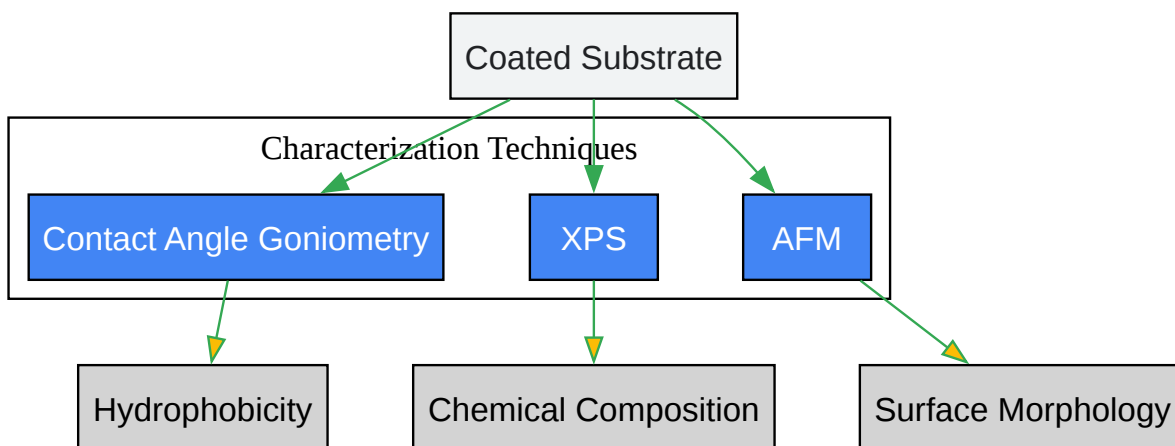 Coated Substrate
Characterization Techniques
Contact Angle Goniometry
XPS
AFM
Hydrophobicity
Chemical Composition
Surface Morphology